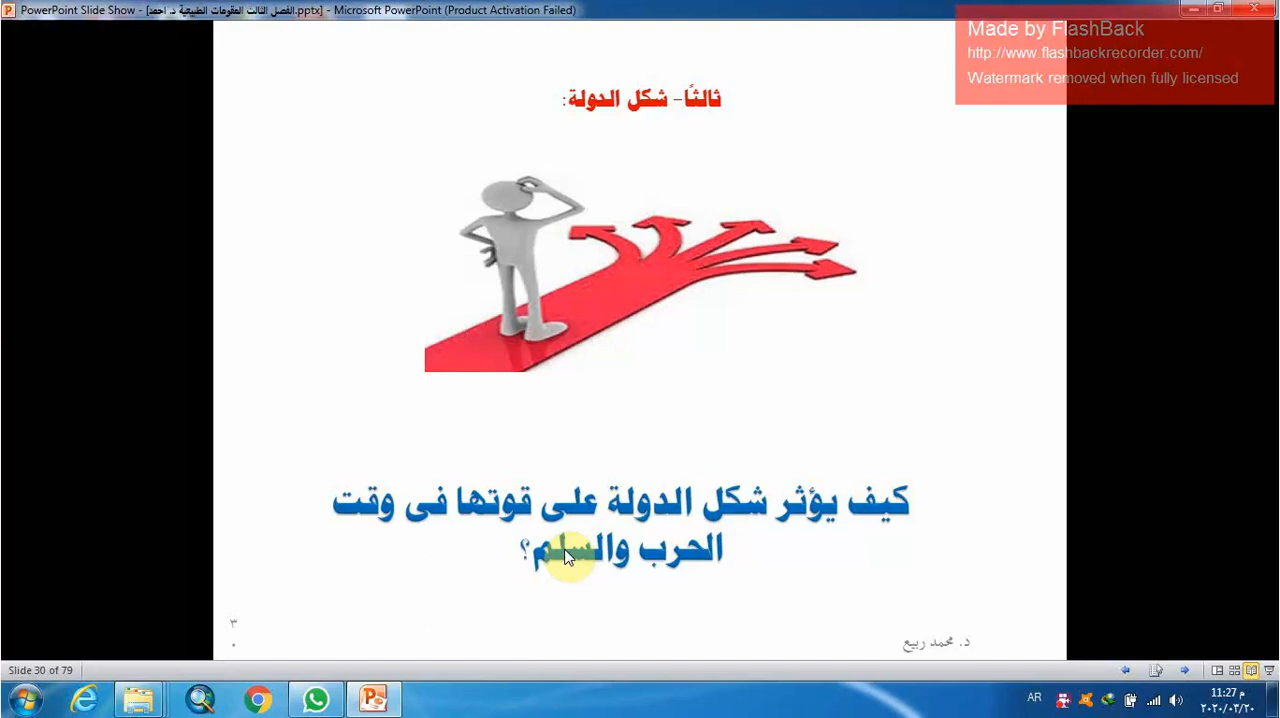 PowerPoint Slide Show - [الفصل الثالث المقومات الطبيعية د. احمد.pptx] - Microsoft PowerPoint (Product Activation Failed)
Made by FlashBack
http://www.flashbackrecorder.com/
Watermark removed when fully licensed
ثالثًا- شكل الدولة:
كيف يؤثر شكل الدولة على قوتها فى وقت
الحرب والسلم؟
٣
٠
د. محمد ربيع
Slide 30 of 79
AR
11:27 م
٢٠٢٠/٠٣/٢٠